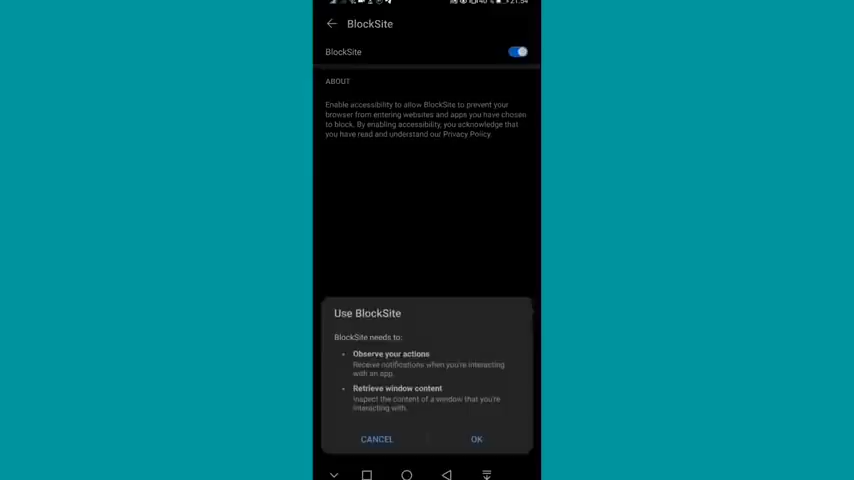 BlockSite
BlockSite
ABOUT
Enable accessibility to allow BlockSite to prevent your
browser from entering websites and apps you have chosen
to block. By enabling accessibility, you acknowledge that
you have read and understand our Privacy Policy.
Use BlockSite
BlockSite needs to:
• Observe your actions
Receive notifications when you're interacting
with an app.
• Retrieve window content
Inspect the content of a window that you're
interacting with.
CANCEL
OK